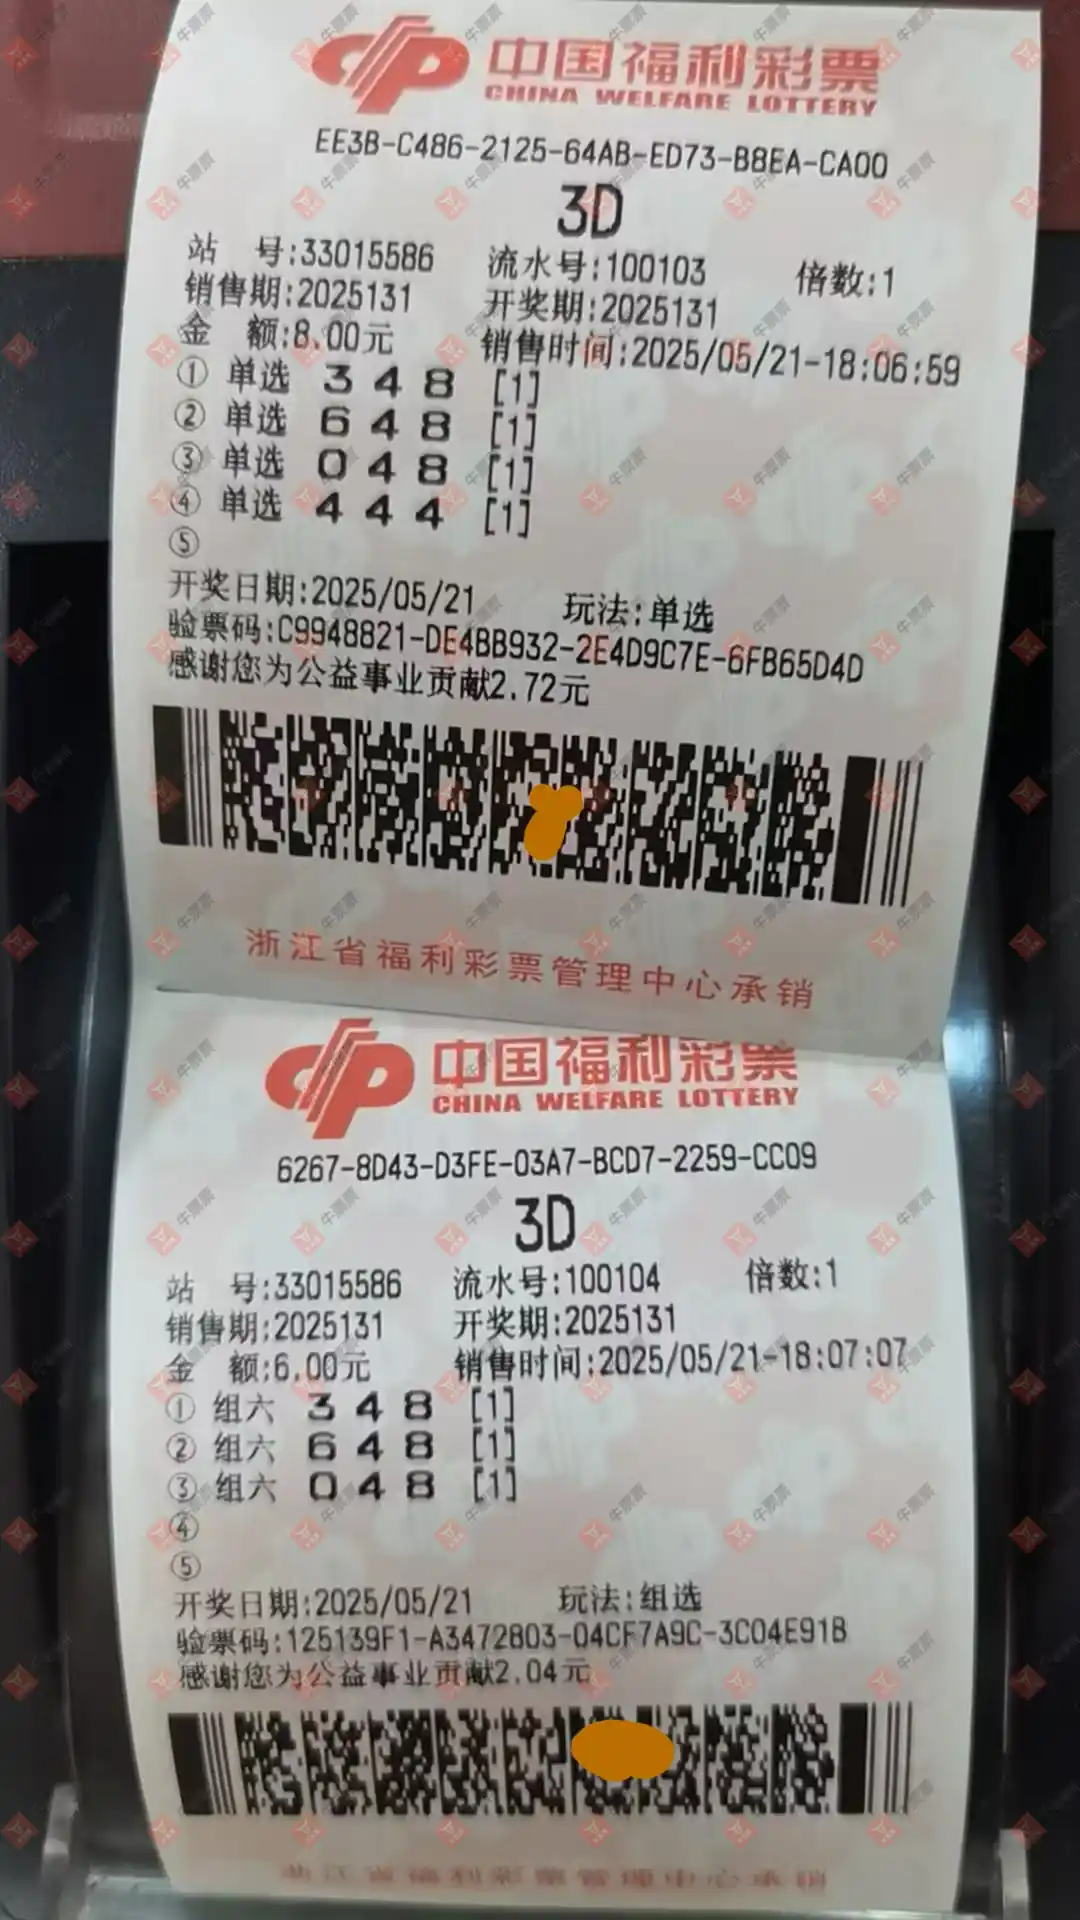 中国福利彩票
CHINA WELFARE LOTTERY
EE3B-C486-2125-64AB-ED73-B8EA-CA00
3D
站 号:33015586 流水号:100103 倍数:1
销售期:2025131 开奖期:2025131
金 额:8.00元 销售时间:2025/05/21-18:06:59
① 单选 3 4 8 [1]
② 单选 6 4 8 [1]
③ 单选 0 4 8 [1]
④ 单选 4 4 4 [1]
⑤
开奖日期:2025/05/21 玩法:单选
验票码:C9948821-DE4BB932-2E4D9C7E-6FB65D4D
感谢您为公益事业贡献2.72元
浙江省福利彩票管理中心承销
中国福利彩票
CHINA WELFARE LOTTERY
6267-8D43-D3FE-03A7-BCD7-2259-CC09
3D
站 号:33015586 流水号:100104 倍数:1
销售期:2025131 开奖期:2025131
金 额:6.00元 销售时间:2025/05/21-18:07:07
① 组六 3 4 8 [1]
② 组六 6 4 8 [1]
③ 组六 0 4 8 [1]
④
⑤
开奖日期:2025/05/21 玩法:组选
验票码:125139F1-A3472803-04CF7A9C-3C04E91B
感谢您为公益事业贡献2.04元
牛票票